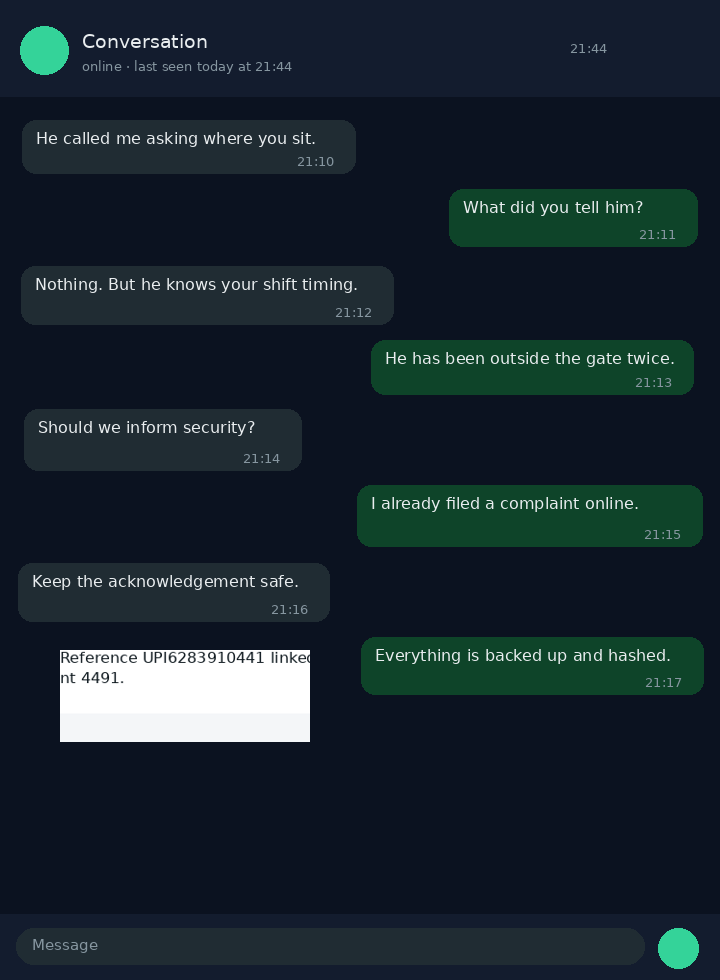 Conversation
online · last seen today at 21:44
21:44
He called me asking where you sit.
21:10
What did you tell him?
21:11
Nothing. But he knows your shift timing.
21:12
He has been outside the gate twice.
21:13
Should we inform security?
21:14
I already filed a complaint online.
21:15
Keep the acknowledgement safe.
21:16
Everything is backed up and hashed.
21:17
Reference UPI6283910441 linked
nt 4491.
Message